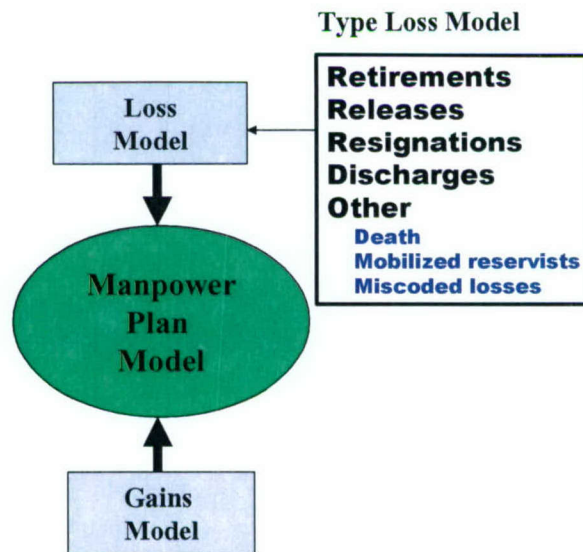 Type Loss Model
Loss
Model
Retirements
Releases
Resignations
Discharges
Other
Death
Mobilized reservists
Miscoded losses
Manpower
Plan
Model
Gains
Model